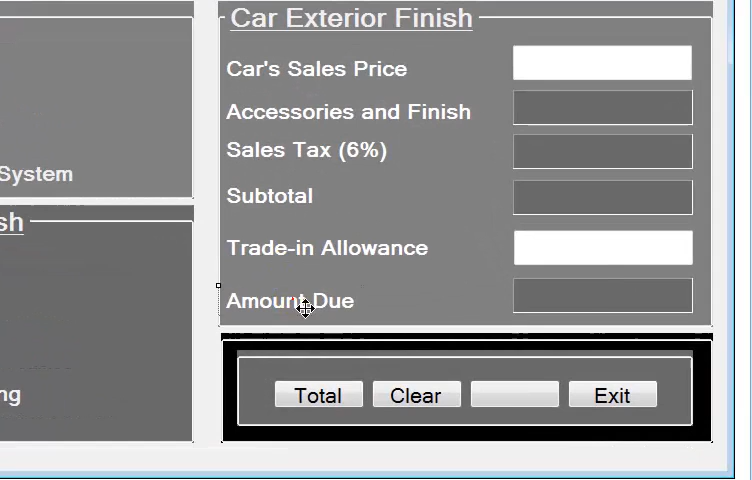 Car Exterior Finish
Car's Sales Price
Accessories and Finish
Sales Tax (6%)
System
Subtotal
sh
Trade-in Allowance
Amount Due
ng
Total Clear Exit